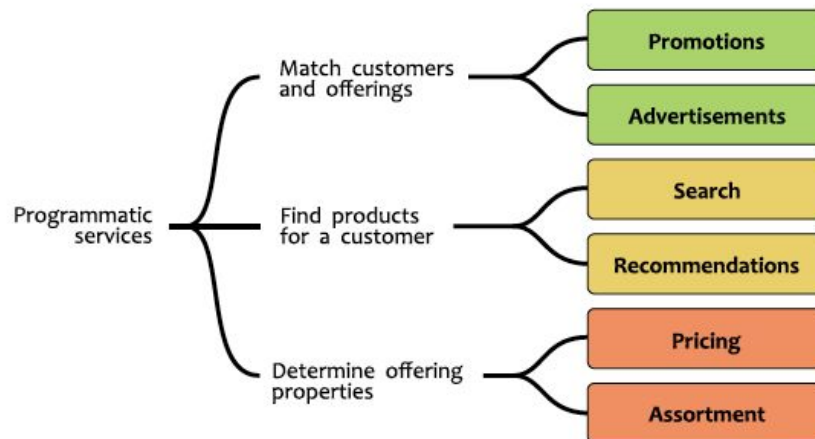 Programmatic
services
Match customers
and offerings
Promotions
Advertisements
Find products
for a customer
Search
Recommendations
Determine offering
properties
Pricing
Assortment